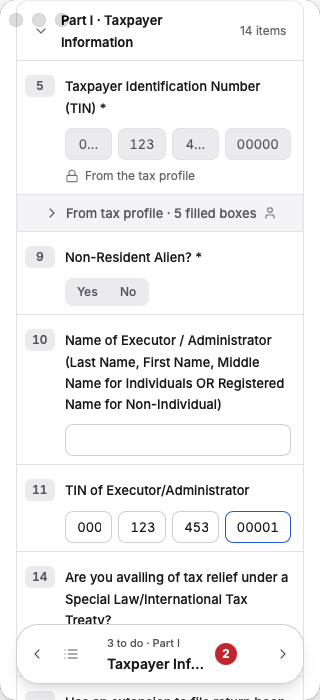 Part I · Taxpayer
Information
14 items
5
Taxpayer Identification Number
(TIN) *
0...
123
4...
00000
From the tax profile
From tax profile · 5 filled boxes
9
Non-Resident Alien? *
Yes
No
10
Name of Executor / Administrator
(Last Name, First Name, Middle
Name for Individuals OR Registered
Name for Non-Individual)
11
TIN of Executor/Administrator
000
123
453
00001
14
Are you availing of tax relief under a
Special Law/International Tax
Treaty?
3 to do · Part I
Taxpayer Inf...
2